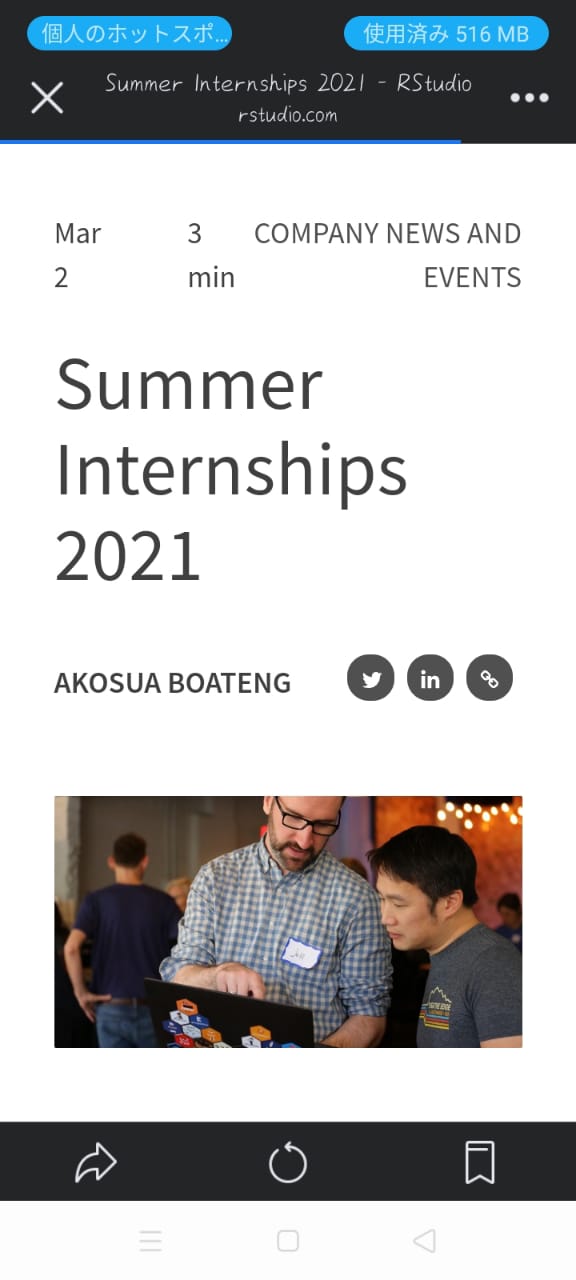 個人のホットスポ...
使用済み 516 MB
Summer Internships 2021 - RStudio
rstudio.com
Mar 2
3 min
COMPANY NEWS AND
EVENTS
Summer
Internships
2021
AKOSUA BOATENG
in